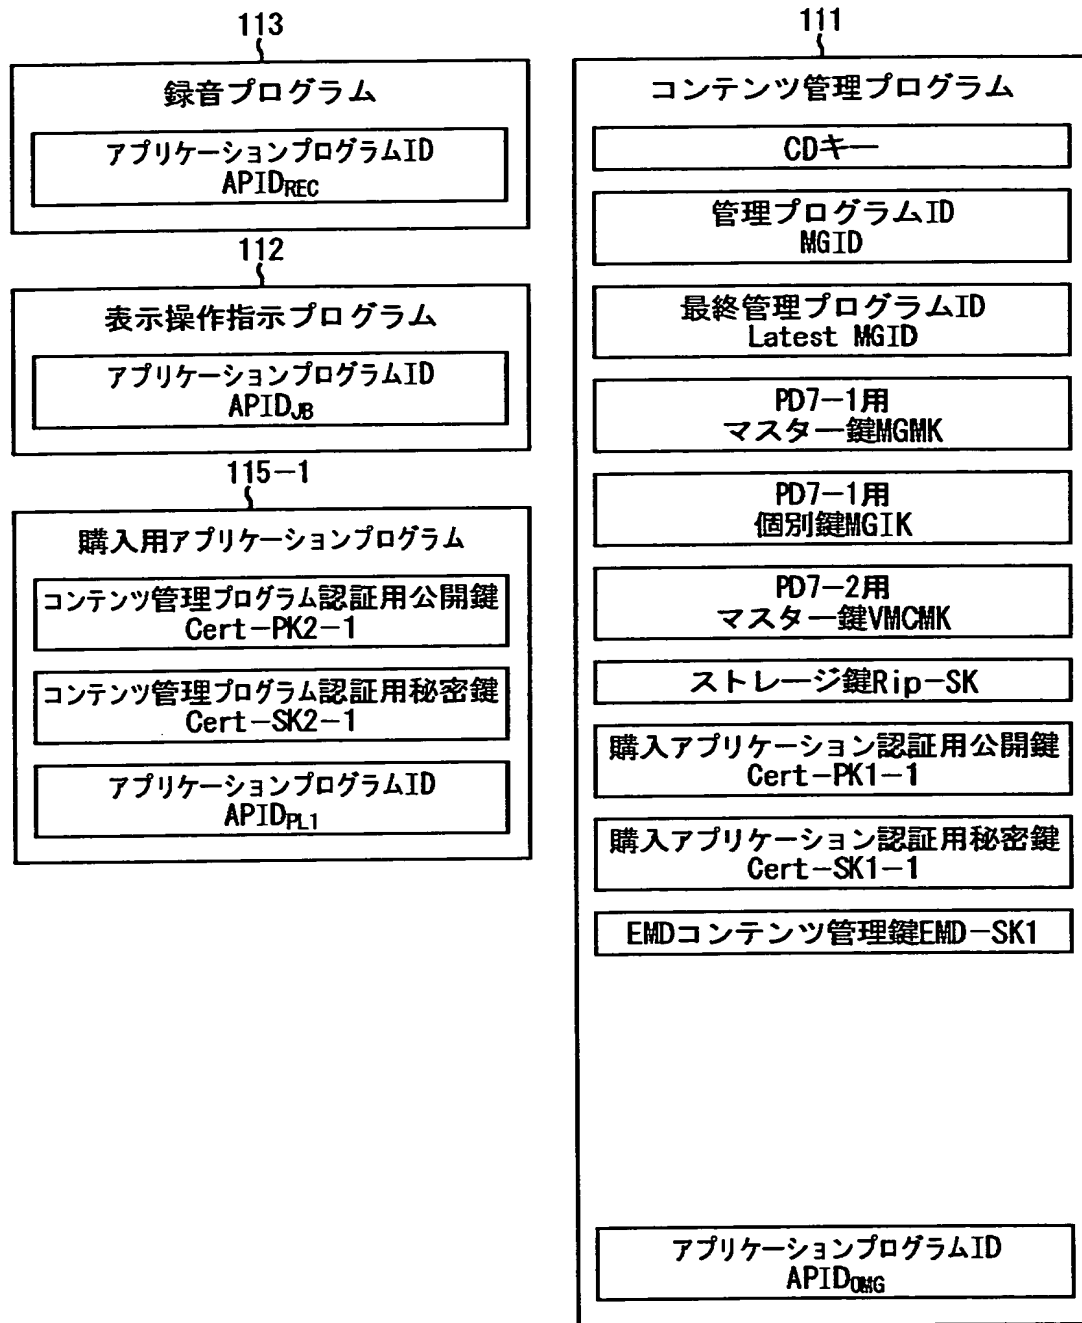 113
録音プログラム
アプリケーションプログラムID
APIDREC
112
表示操作指示プログラム
アプリケーションプログラムID
APIDJB
115-1
購入用アプリケーションプログラム
コンテンツ管理プログラム認証用公開鍵
Cert-PK2-1
コンテンツ管理プログラム認証用秘密鍵
Cert-SK2-1
アプリケーションプログラムID
APIDPL1
111
コンテンツ管理プログラム
CDキー
管理プログラムID
MGID
最終管理プログラムID
Latest MGID
PD7-1用
マスター鍵MGMK
PD7-1用
個別鍵MGIK
PD7-2用
マスター鍵VMCMK
ストレージ鍵Rip-SK
購入アプリケーション認証用公開鍵
Cert-PK1-1
購入アプリケーション認証用秘密鍵
Cert-SK1-1
EMDコンテンツ管理鍵EMD-SK1
アプリケーションプログラムID
APIDOMG